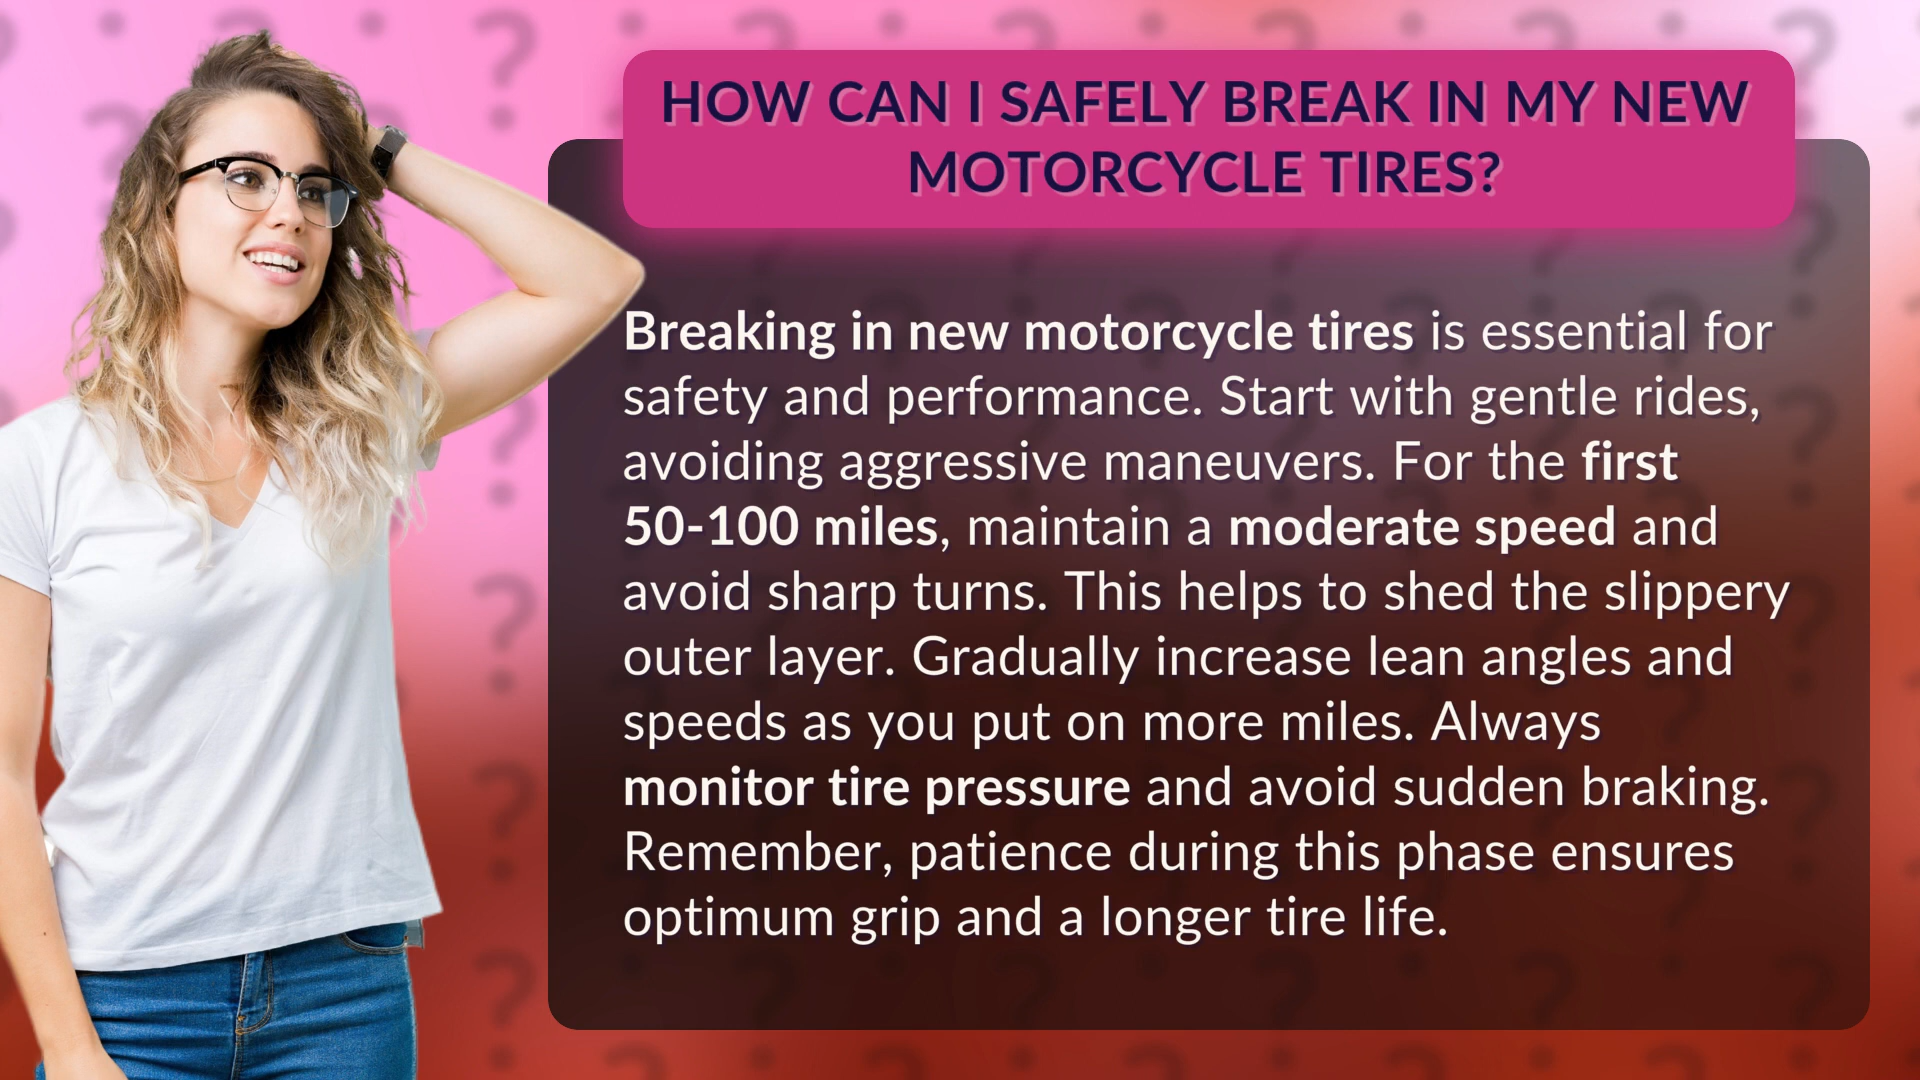 HOW CAN I SAFELY BREAK IN MY NEW
MOTORCYCLE TIRES?
Breaking in new motorcycle tires is essential for
safety and performance. Start with gentle rides,
avoiding aggressive maneuvers. For the first
50-100 miles, maintain a moderate speed and
avoid sharp turns. This helps to shed the slippery
outer layer. Gradually increase lean angles and
speeds as you put on more miles. Always
monitor tire pressure and avoid sudden braking.
Remember, patience during this phase ensures
optimum grip and a longer tire life.